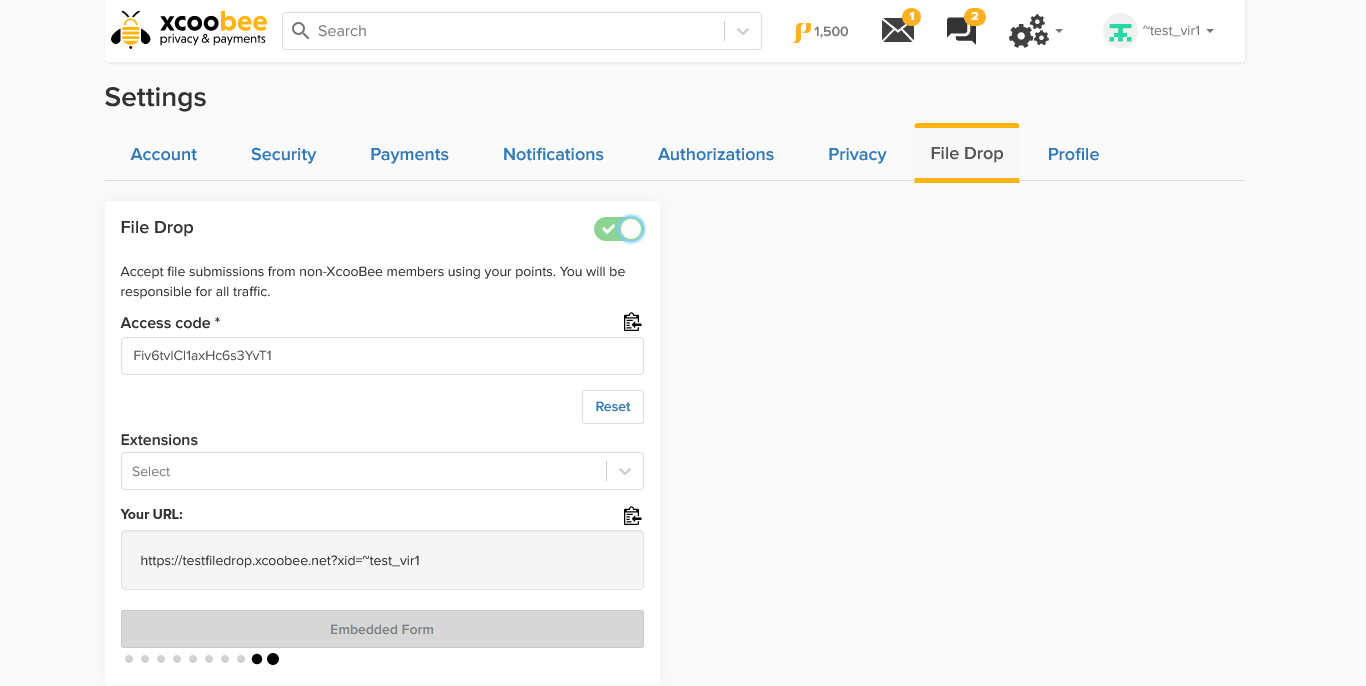 xcoobee
privacy & payments
Search
1,500
1
2
~test_vir1
Settings
Account
Security
Payments
Notifications
Authorizations
Privacy
File Drop
Profile
File Drop
Accept file submissions from non-XcooBee members using your points. You will be
responsible for all traffic.
Access code *
Fiv6tvlCl1axHc6s3YvT1
Reset
Extensions
Select
Your URL:
https://testfiledrop.xcoobee.net?xid=~test_vir1
Embedded Form